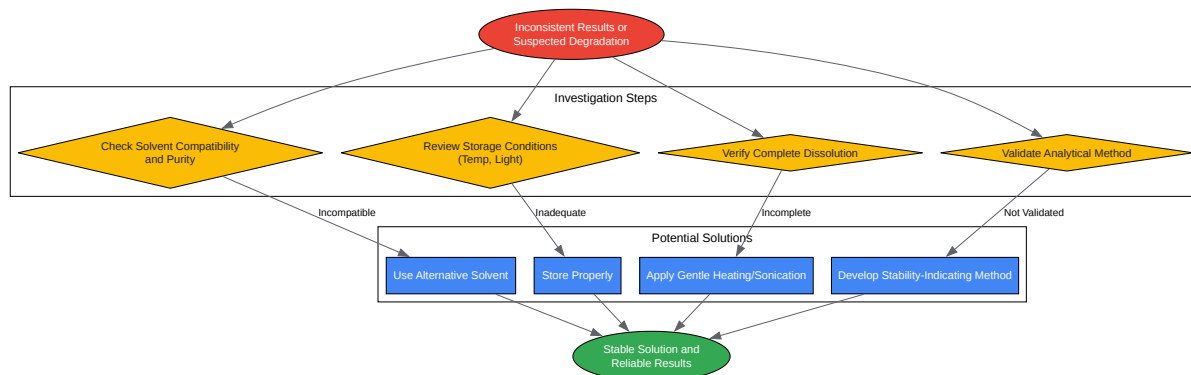 Inconsistent Results or
Suspected Degradation
Investigation Steps
Check Solvent Compatibility
and Purity
Review Storage Conditions
(Temp, Light)
Verify Complete Dissolution
Validate Analytical Method
Incompatible
Inadequate
Incomplete
Not Validated
Potential Solutions
Use Alternative Solvent
Store Properly
Apply Gentle Heating/Sonication
Develop Stability-Indicating Method
Stable Solution and
Reliable Results